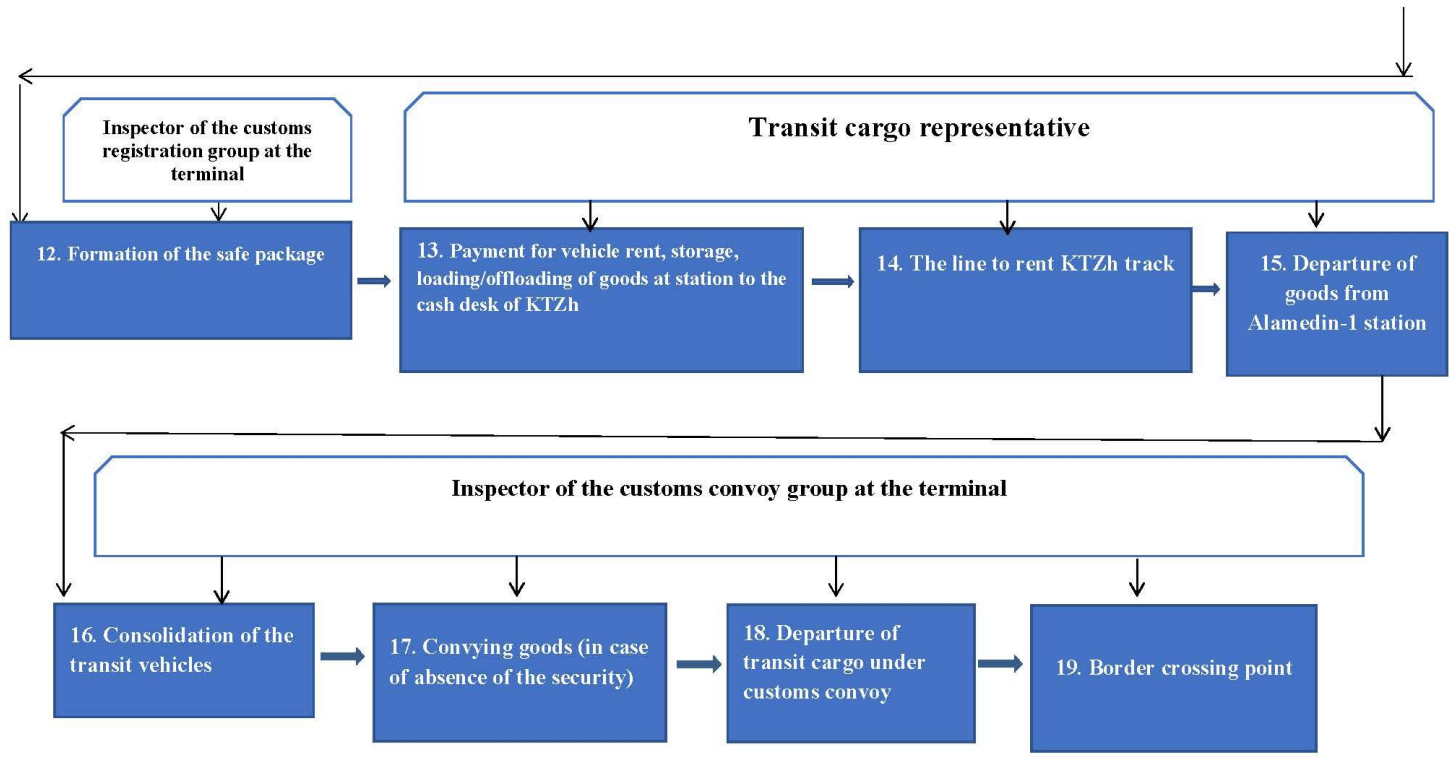 Inspector of the customs
registration group at the
terminal
Transit cargo representative
12. Formation of the safe package
13. Payment for vehicle rent, storage,
loading/offloading of goods at station to the
cash desk of KTZh
14. The line to rent KTZh track
15. Departure of
goods from
Alamedin-1 station
Inspector of the customs convoy group at the terminal
16. Consolidation of the
transit vehicles
17. Convying goods (in case
of absence of the security)
18. Departure of
transit cargo under
customs convoy
19. Border crossing point